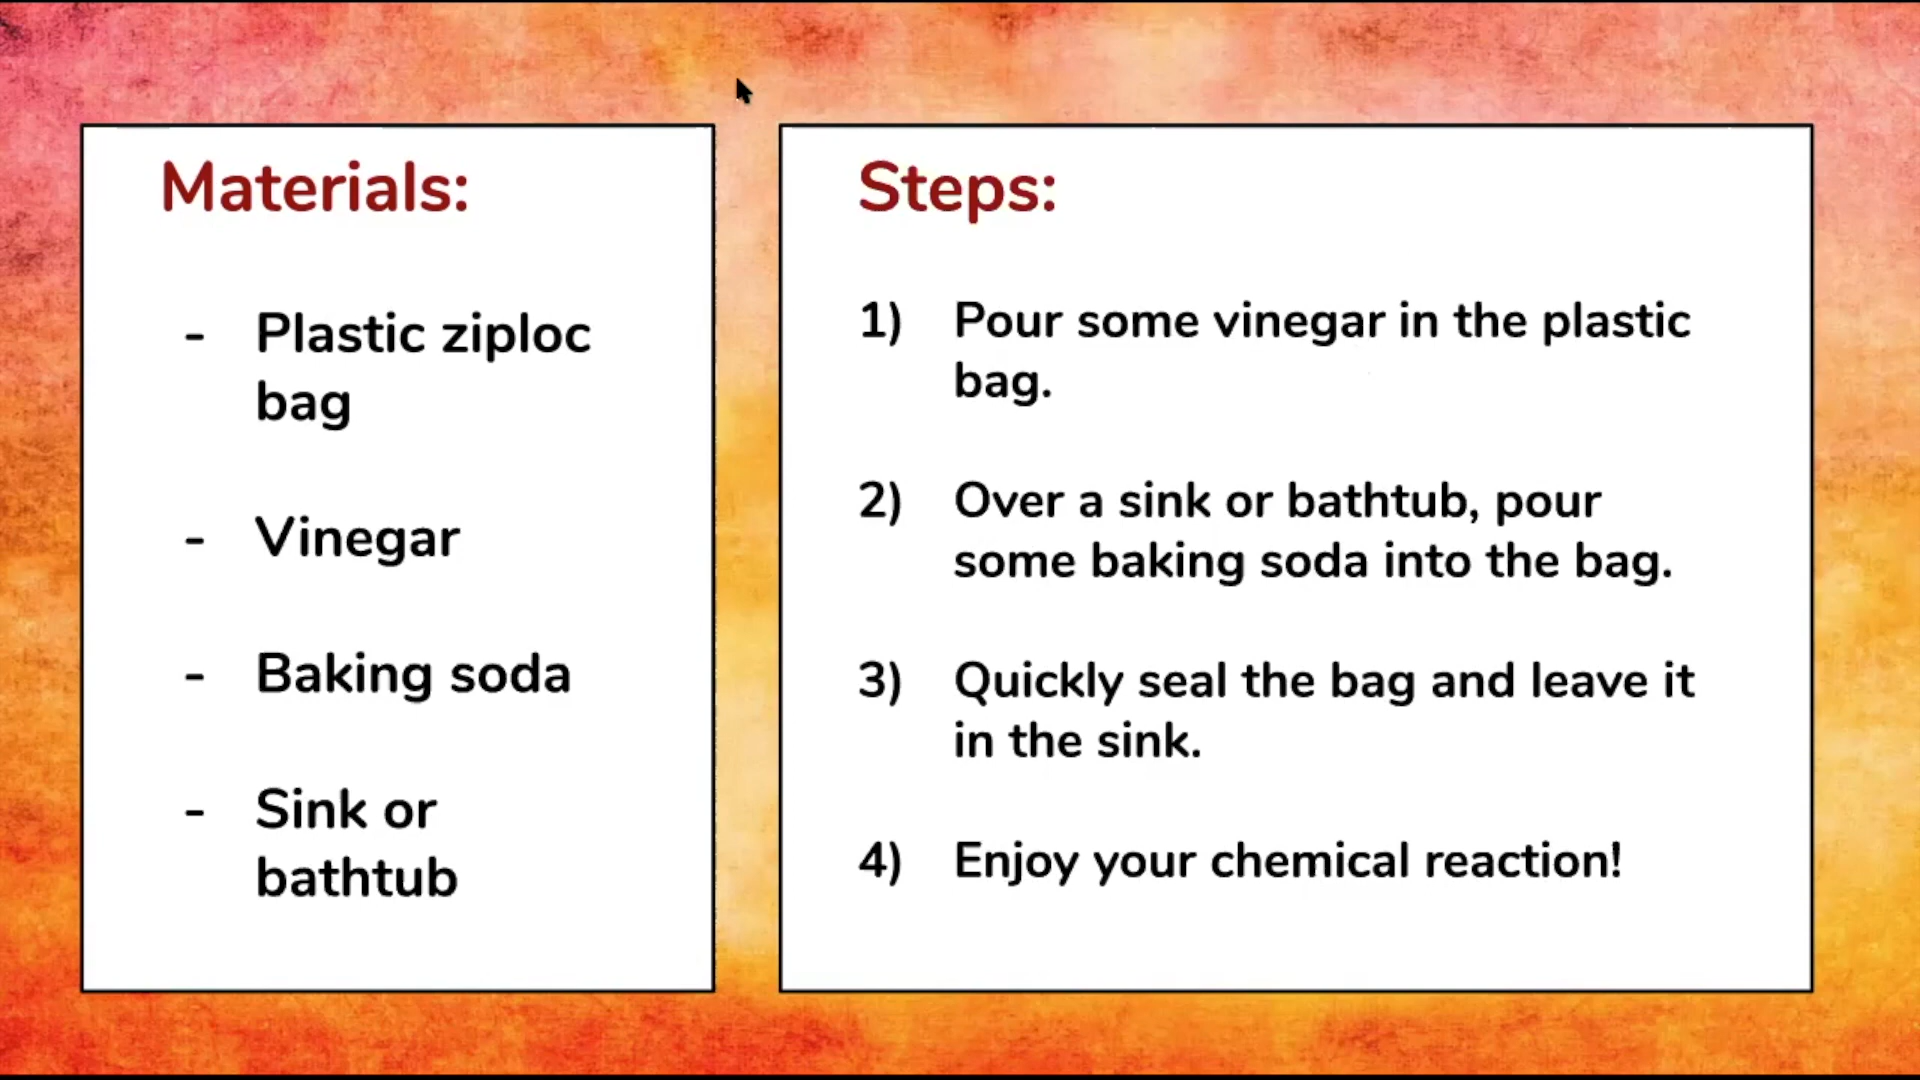 Materials:
- Plastic ziploc
bag
- Vinegar
- Baking soda
- Sink or
bathtub
Steps:
1) Pour some vinegar in the plastic
bag.
2) Over a sink or bathtub, pour
some baking soda into the bag.
3) Quickly seal the bag and leave it
in the sink.
4) Enjoy your chemical reaction!